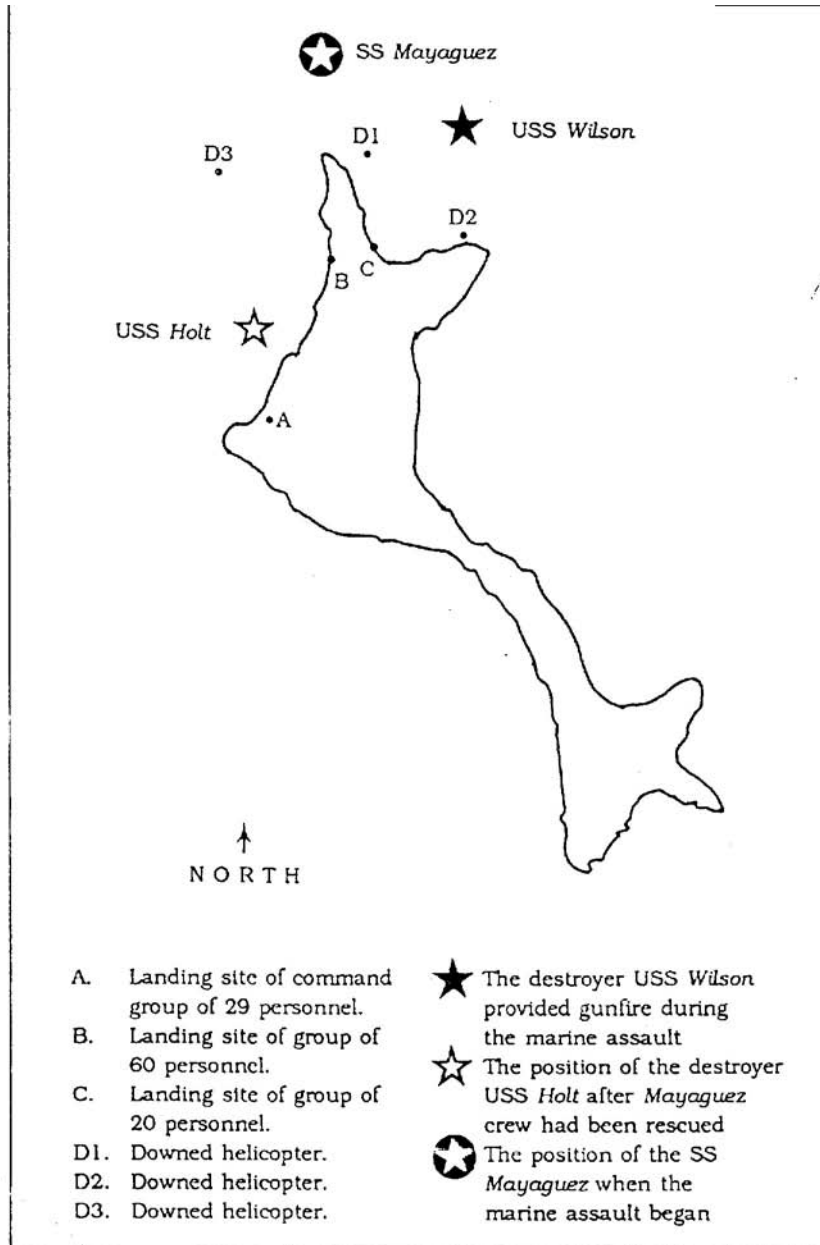 SS Mayaguez
USS Wilson
D1
D3
D2
C
B
USS Holt
A
NORTH
A. Landing site of command
group of 29 personnel.
B. Landing site of group of
60 personnel.
C. Landing site of group of
20 personnel.
D1. Downed helicopter.
D2. Downed helicopter.
D3. Downed helicopter.
The destroyer USS Wilson
provided gunfire during
the marine assault
The position of the destroyer
USS Holt after Mayaguez
crew had been rescued
The position of the SS
Mayaguez when the
marine assault began